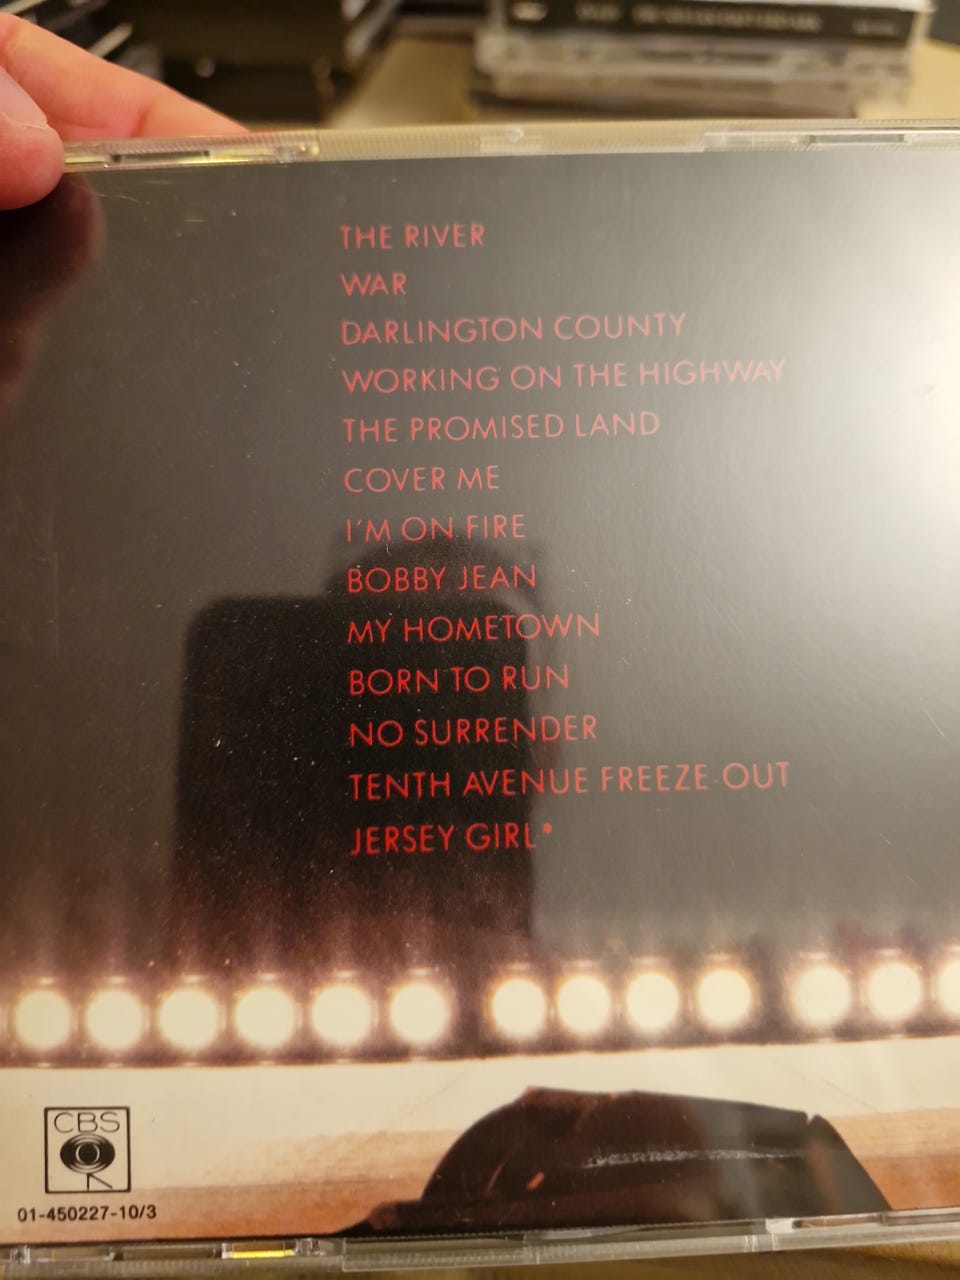 THE RIVER
WAR
DARLINGTON COUNTY
WORKING ON THE HIGHWAY
THE PROMISED LAND
COVER ME
I'M ON FIRE
BOBBY JEAN
MY HOMETOWN
BORN TO RUN
NO SURRENDER
TENTH AVENUE FREEZE-OUT
JERSEY GIRL*
CBS
01-450227-10/3